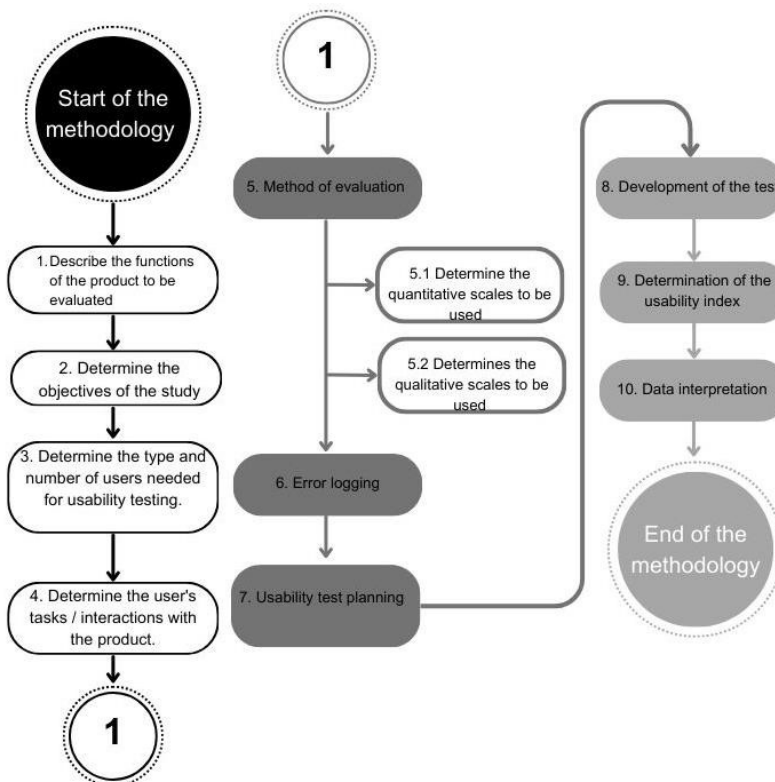 Start of the
methodology
1. Describe the functions
of the product to be
evaluated
2. Determine the
objectives of the study
3. Determine the type and
number of users needed
for usability testing.
4. Determine the user's
tasks / interactions with
the product.
1
1
5. Method of evaluation
5.1 Determine the
quantitative scales to be
used
5.2 Determines the
qualitative scales to be
used
6. Error logging
7. Usability test planning
8. Development of the test
9. Determination of the
usability index
10. Data interpretation
End of the
methodology